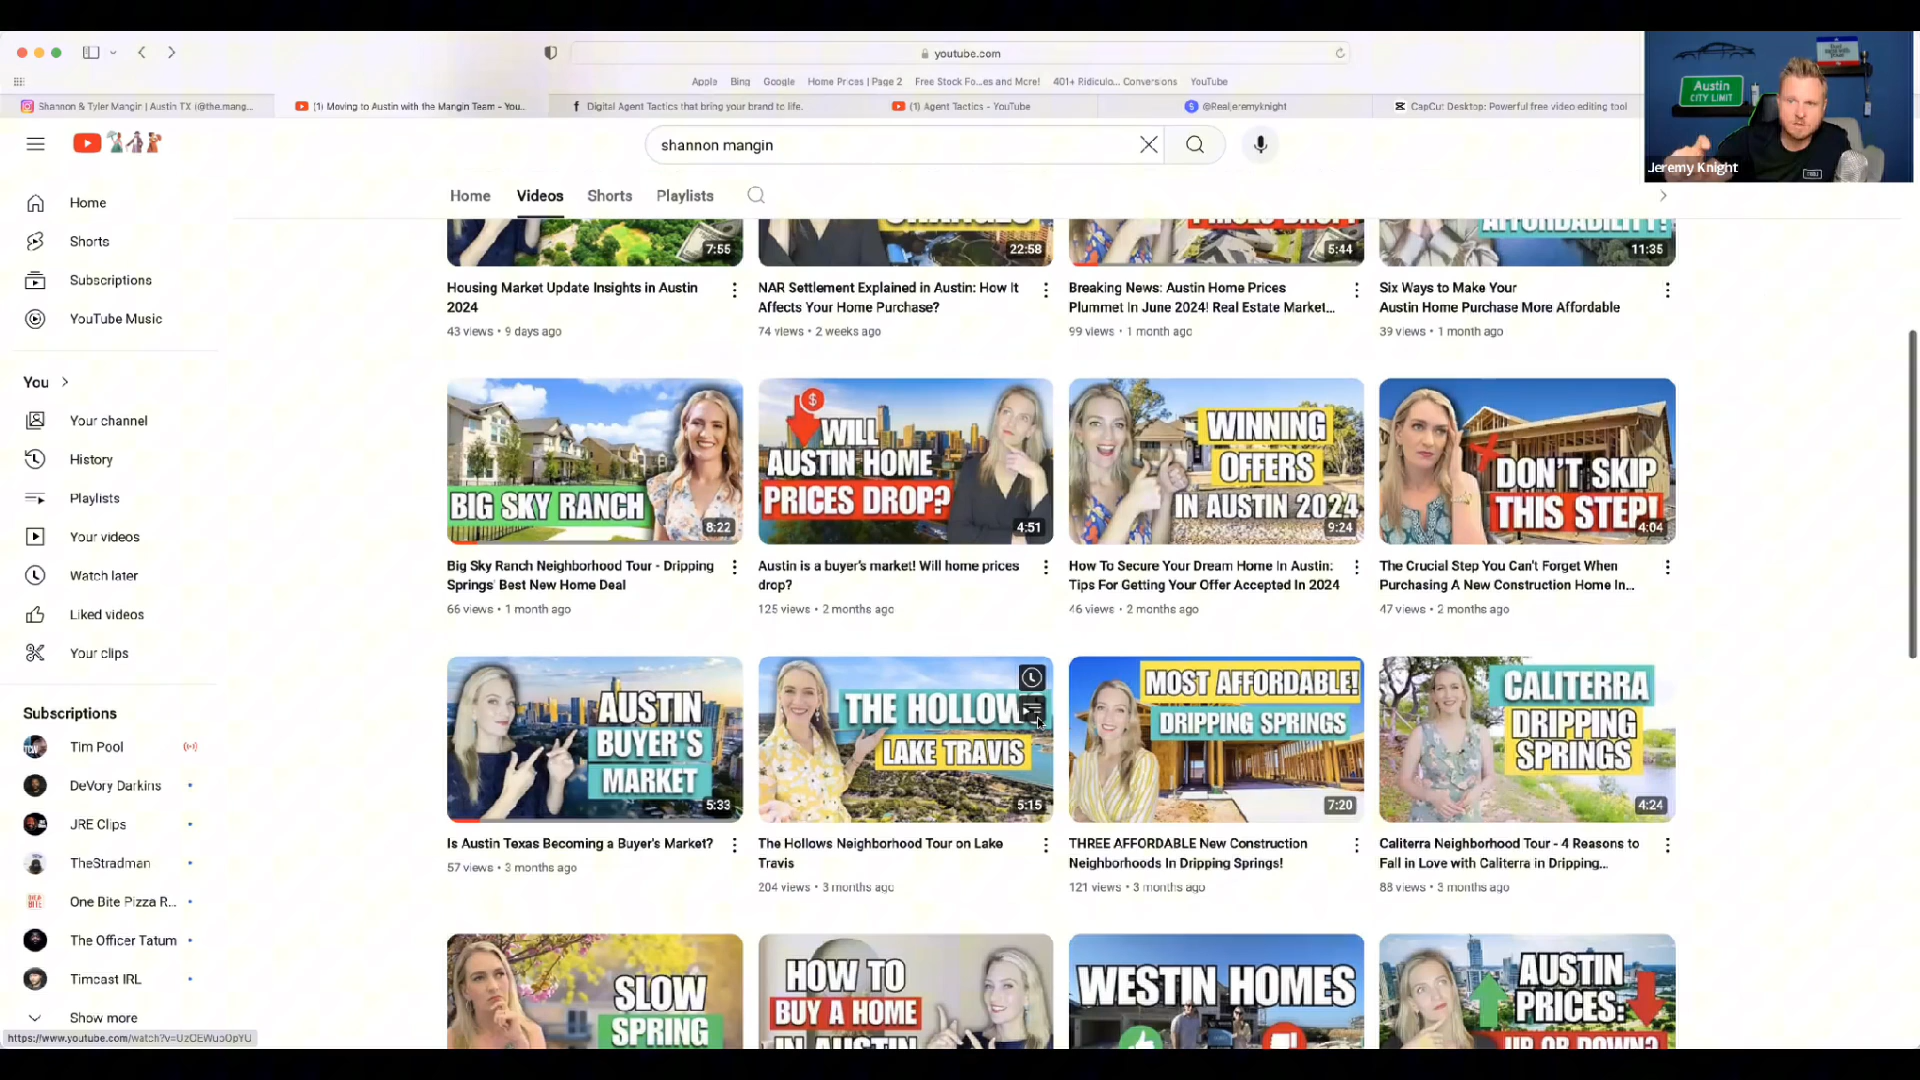 youtube.com
Apple Bing Google Home Prices | Page 2 Free Stock Fo...es and More! 401+ Ridiculo... Conversions YouTube
Shannon & Tyler Mangin | Austin TX (@the.mang... (1) Moving to Austin with the Mangin Team - You... Digital Agent Tactics that bring your brand to life. (1) Agent Tactics - YouTube @Realjeremyknight CapCut Desktop: Powerful free video editing tool
Austin
CITY LIMIT
Jeremy Knight
shannon mangin
Home Videos Shorts Playlists
Home
Shorts
Subscriptions
YouTube Music
You
Your channel
History
Playlists
Your videos
Watch later
Liked videos
Your clips
Subscriptions
Tim Pool
DeVory Darkins
JRE Clips
TheStradman
One Bite Pizza R...
The Officer Tatum
Timcast IRL
Show more
7:55
Housing Market Update Insights in Austin
2024
43 views • 9 days ago
CHANGES
22:58
NAR Settlement Explained in Austin: How It
Affects Your Home Purchase?
74 views • 2 weeks ago
PRICES DROP!
5:44
Breaking News: Austin Home Prices
Plummet In June 2024! Real Estate Market...
99 views • 1 month ago
AFFORDABILITY!
11:35
Six Ways to Make Your
Austin Home Purchase More Affordable
39 views • 1 month ago
BIG SKY RANCH
8:22
Big Sky Ranch Neighborhood Tour - Dripping
Springs' Best New Home Deal
66 views • 1 month ago
$
WILL
AUSTIN HOME
PRICES DROP?
4:51
Austin is a buyer's market! Will home prices
drop?
125 views • 2 months ago
WINNING
OFFERS
IN AUSTIN 2024
9:24
How To Secure Your Dream Home In Austin:
Tips For Getting Your Offer Accepted In 2024
46 views • 2 months ago
DON'T SKIP
THIS STEP!
4:04
The Crucial Step You Can't Forget When
Purchasing A New Construction Home In...
47 views • 2 months ago
AUSTIN
BUYER'S
MARKET
5:33
Is Austin Texas Becoming a Buyer's Market?
57 views • 3 months ago
THE HOLLOW
LAKE TRAVIS
5:15
The Hollows Neighborhood Tour on Lake
Travis
204 views • 3 months ago
MOST AFFORDABLE!
DRIPPING SPRINGS
7:20
THREE AFFORDABLE New Construction
Neighborhoods In Dripping Springs!
121 views • 3 months ago
CALITERRA
DRIPPING
SPRINGS
4:24
Caliterra Neighborhood Tour - 4 Reasons to
Fall in Love with Caliterra in Dripping...
88 views • 3 months ago
SLOW
SPRING
HOW TO
BUY A HOME
IN AUSTIN
WESTIN HOMES
AUSTIN
PRICES:
UP OR DOWN?
https://www.youtube.com/watch?v=UzCEWuoOpYU